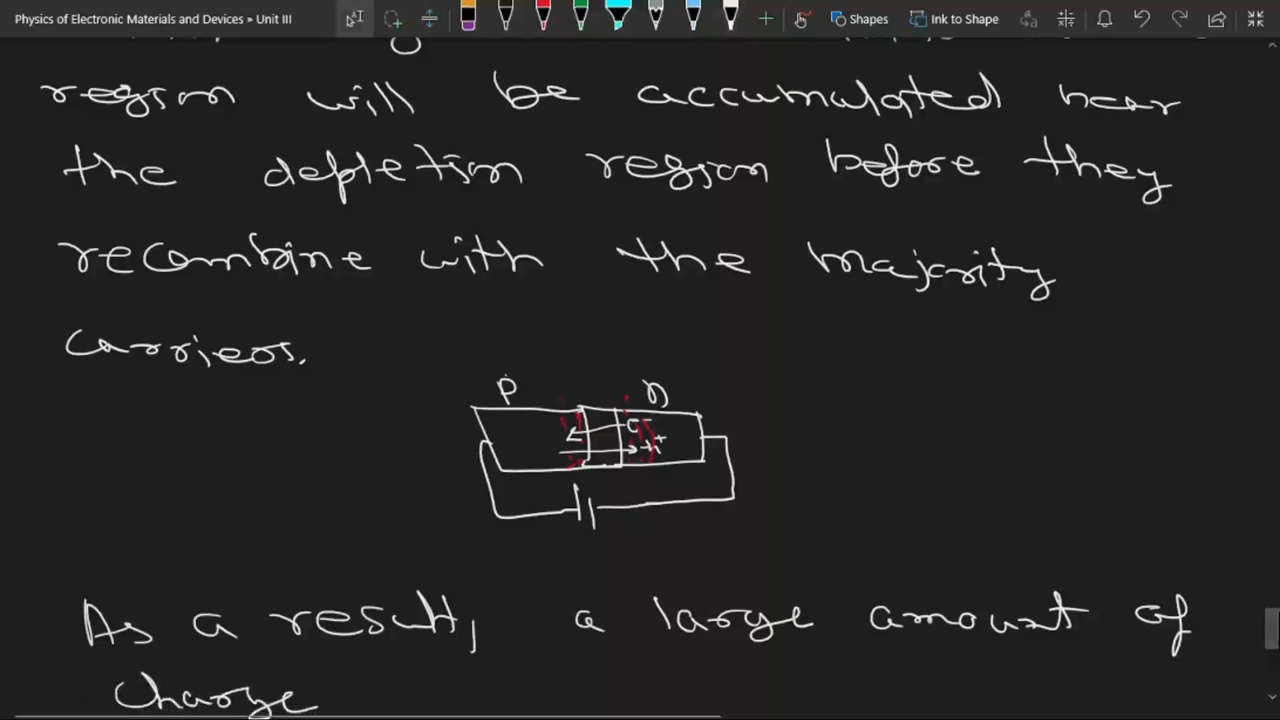 Physics of Electronic Materials and Devices » Unit III
Shapes
Ink to Shape
region will be accumulated near
the depletion region before they
recombine with the majority
carriers.
p n
e-
h+
As a result, a large amount of
charge